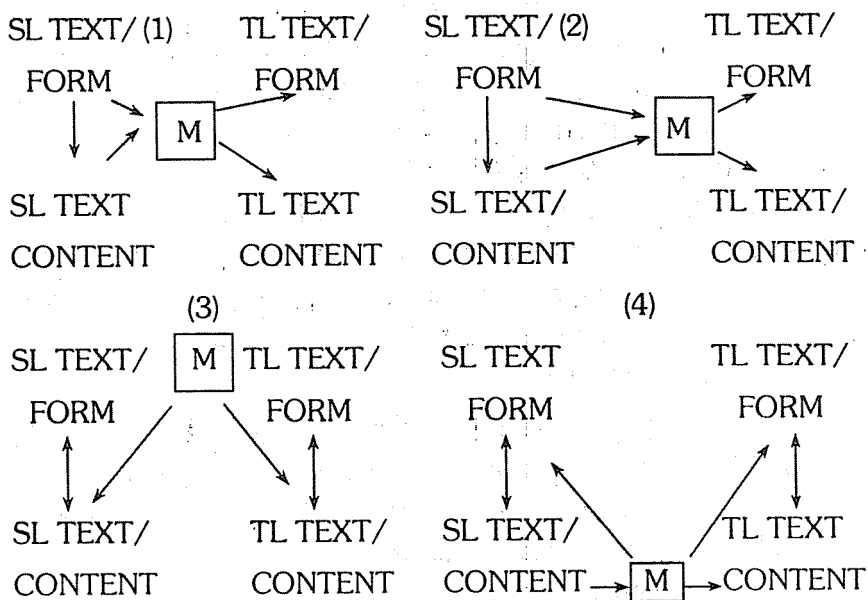 SL TEXT/ (1) TL TEXT/
FORM FORM
M
SL TEXT TL TEXT
CONTENT CONTENT
SL TEXT/ (2) TL TEXT/
FORM FORM
M
SL TEXT/ TL TEXT/
CONTENT CONTENT
(3)
SL TEXT/ M TL TEXT/
FORM FORM
SL TEXT/ TL TEXT/
CONTENT CONTENT
(4)
SL TEXT TL TEXT/
FORM FORM
SL TEXT/ TL TEXT
CONTENT M CONTENT